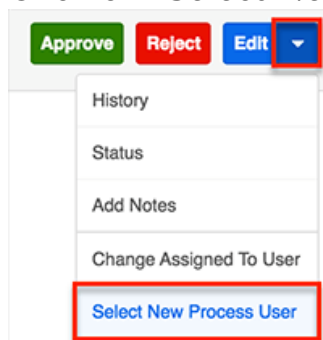 Approve Reject Edit
History
Status
Add Notes
Change Assigned To User
Select New Process User